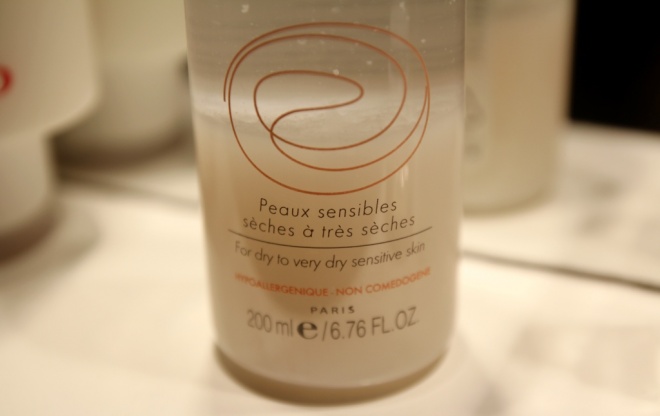 Peaux sensibles
sèches à très sèches
For dry to very dry sensitive skin
HYPOALLERGENIQUE - NON COMEDOGENE
PARIS
200 ml e / 6.76 FL.OZ.